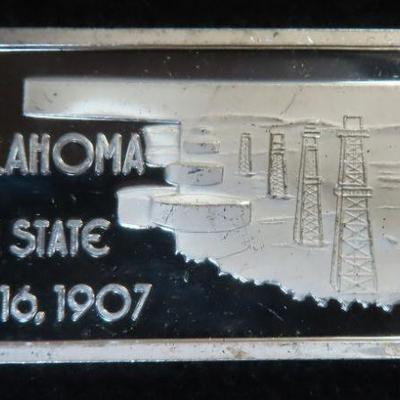 LAHOMA
STATE
16, 1907